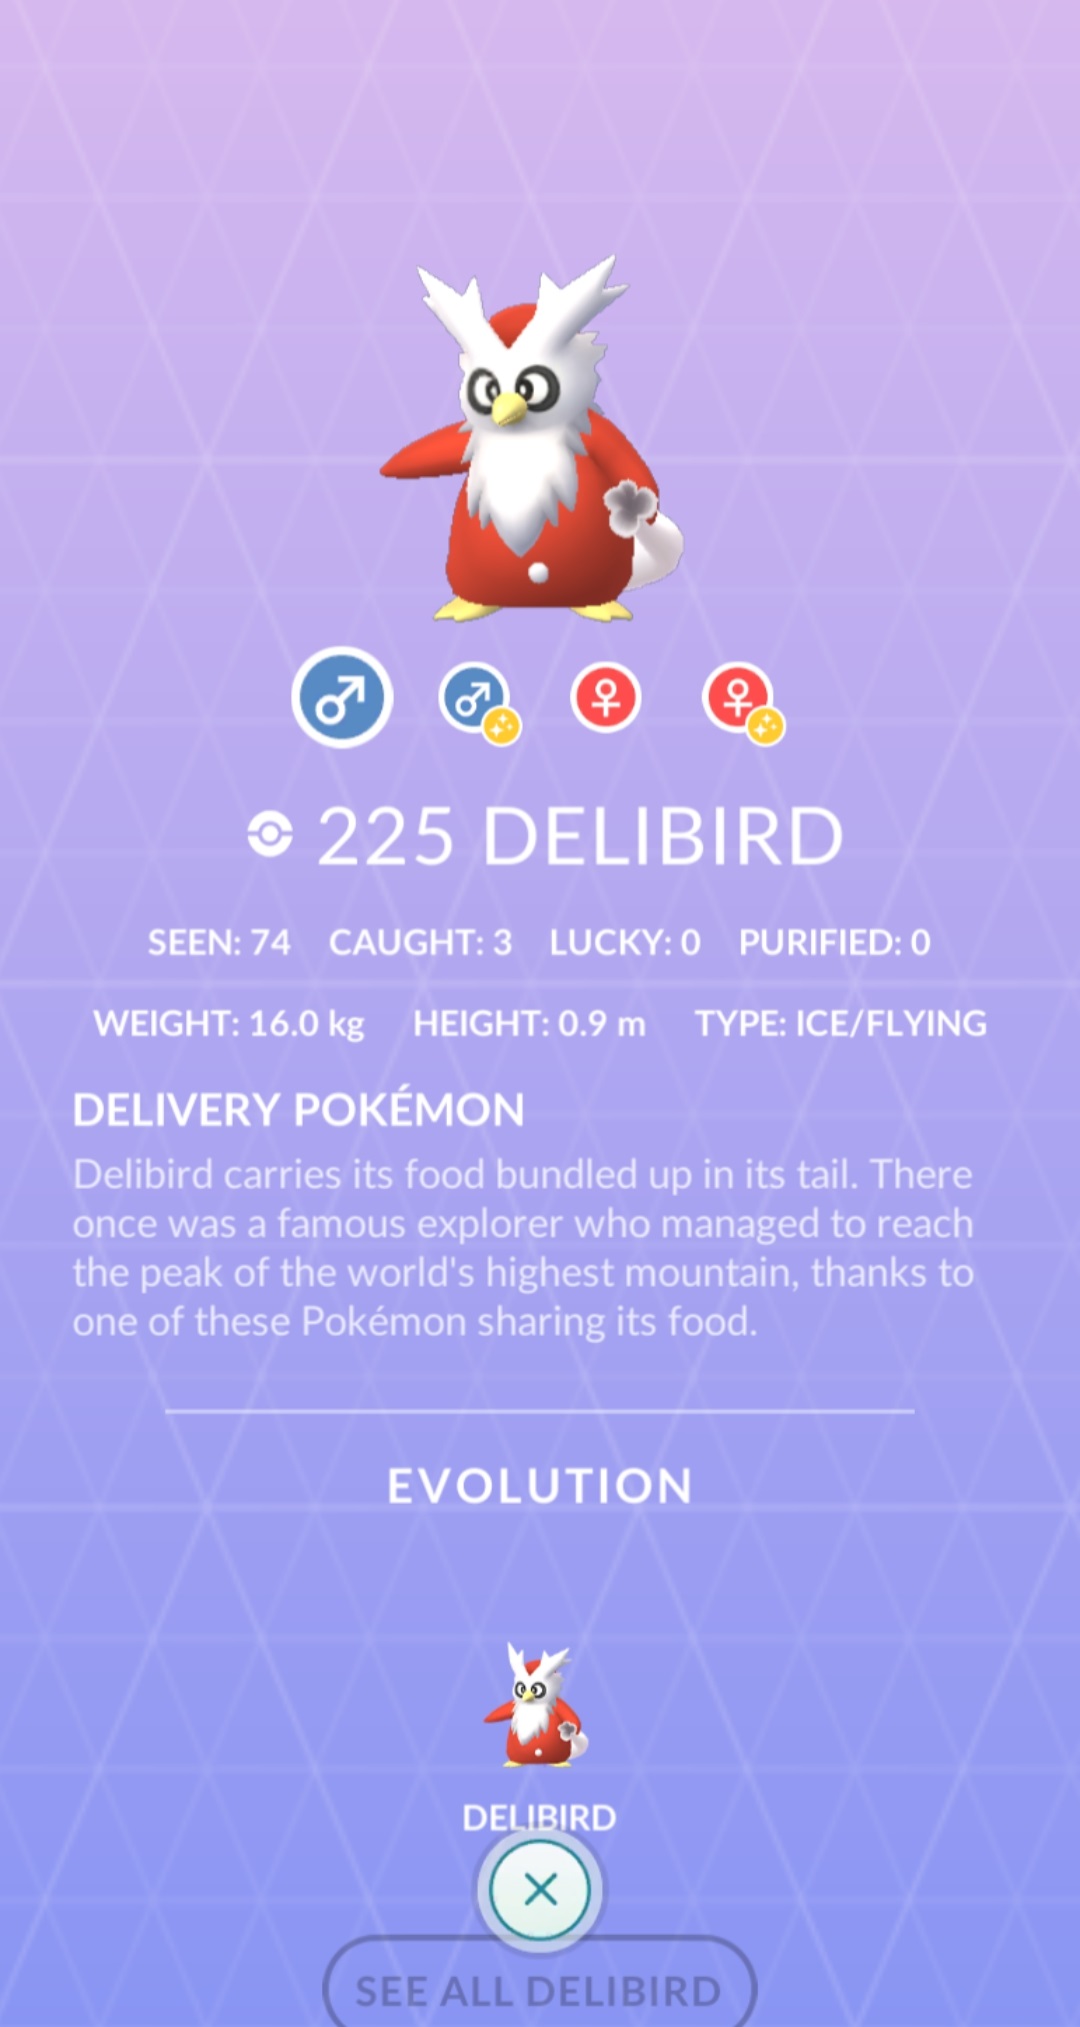 225 DELIBIRD
SEEN: 74 CAUGHT: 3 LUCKY: 0 PURIFIED: 0
WEIGHT: 16.0 kg HEIGHT: 0.9 m TYPE: ICE/FLYING
DELIVERY POKÉMON
Delibird carries its food bundled up in its tail. There
once was a famous explorer who managed to reach
the peak of the world's highest mountain, thanks to
one of these Pokémon sharing its food.
EVOLUTION
DELIBIRD
SEE ALL DELIBIRD